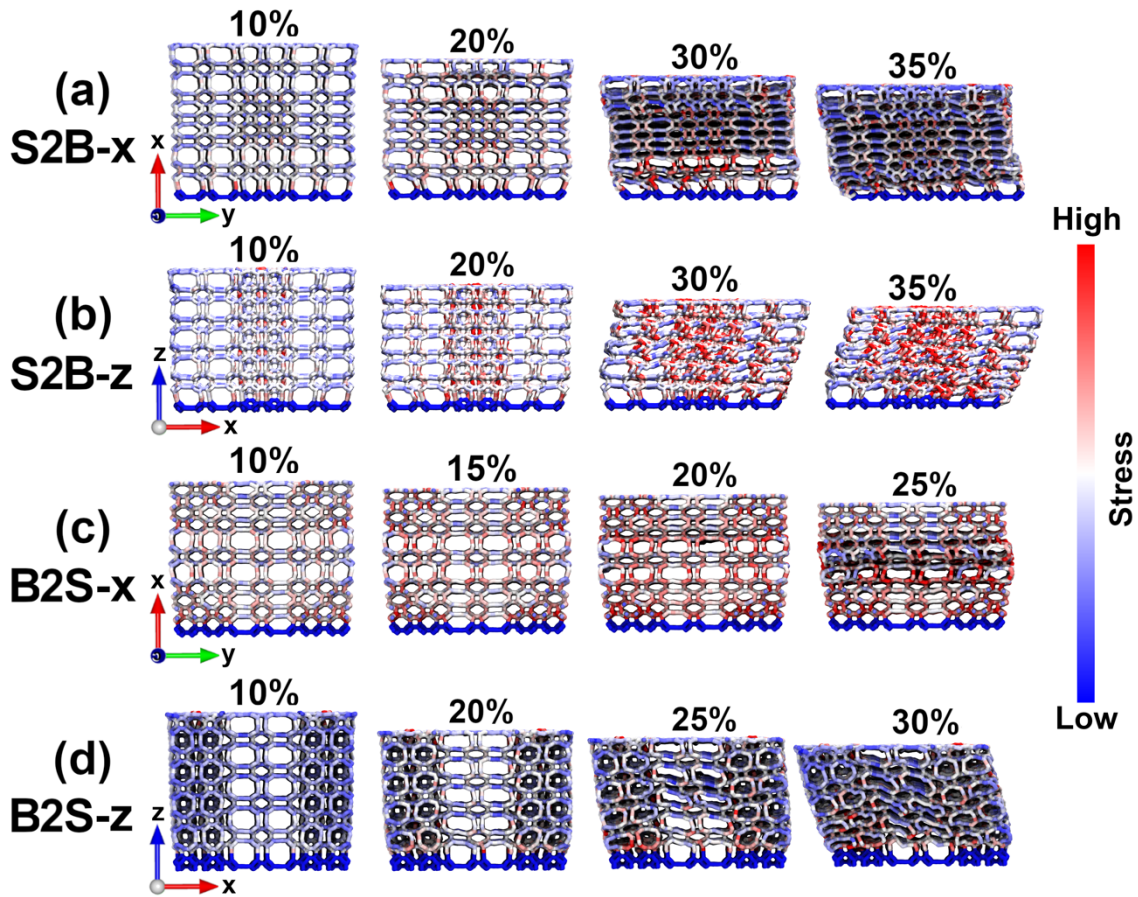 (a)
S2B-x
10%
20%
30%
35%
x
y
(b)
S2B-z
10%
20%
30%
35%
z
x
(c)
B2S-x
10%
15%
20%
25%
x
y
(d)
B2S-z
10%
20%
25%
30%
z
x
High
Stress
Low